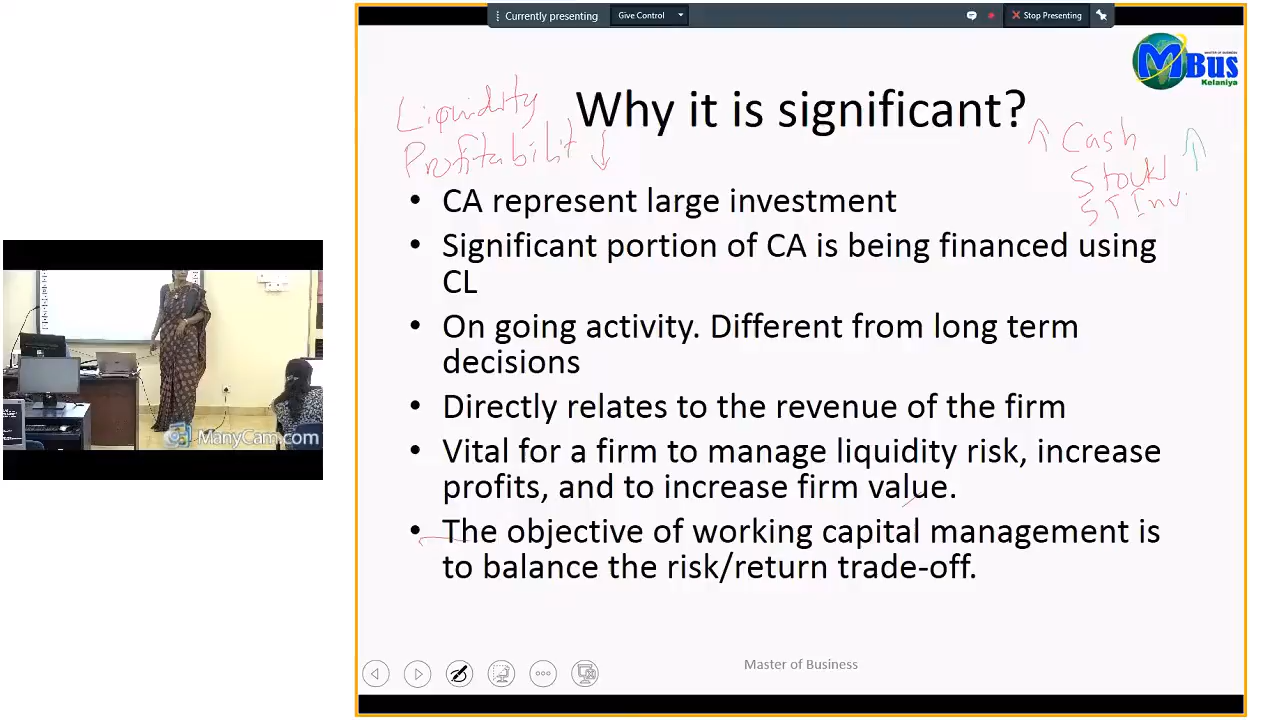 Currently presenting
Give Control
Stop Presenting
MASTER OF BUSINESS
MBus
Kelaniya
Why it is significant?
Liquidity
Profitabilit
Cash
Stock
ST Inv
• CA represent large investment
• Significant portion of CA is being financed using
CL
• On going activity. Different from long term
decisions
• Directly relates to the revenue of the firm
• Vital for a firm to manage liquidity risk, increase
profits, and to increase firm value.
• The objective of working capital management is
to balance the risk/return trade-off.
ManyCam.com
Master of Business